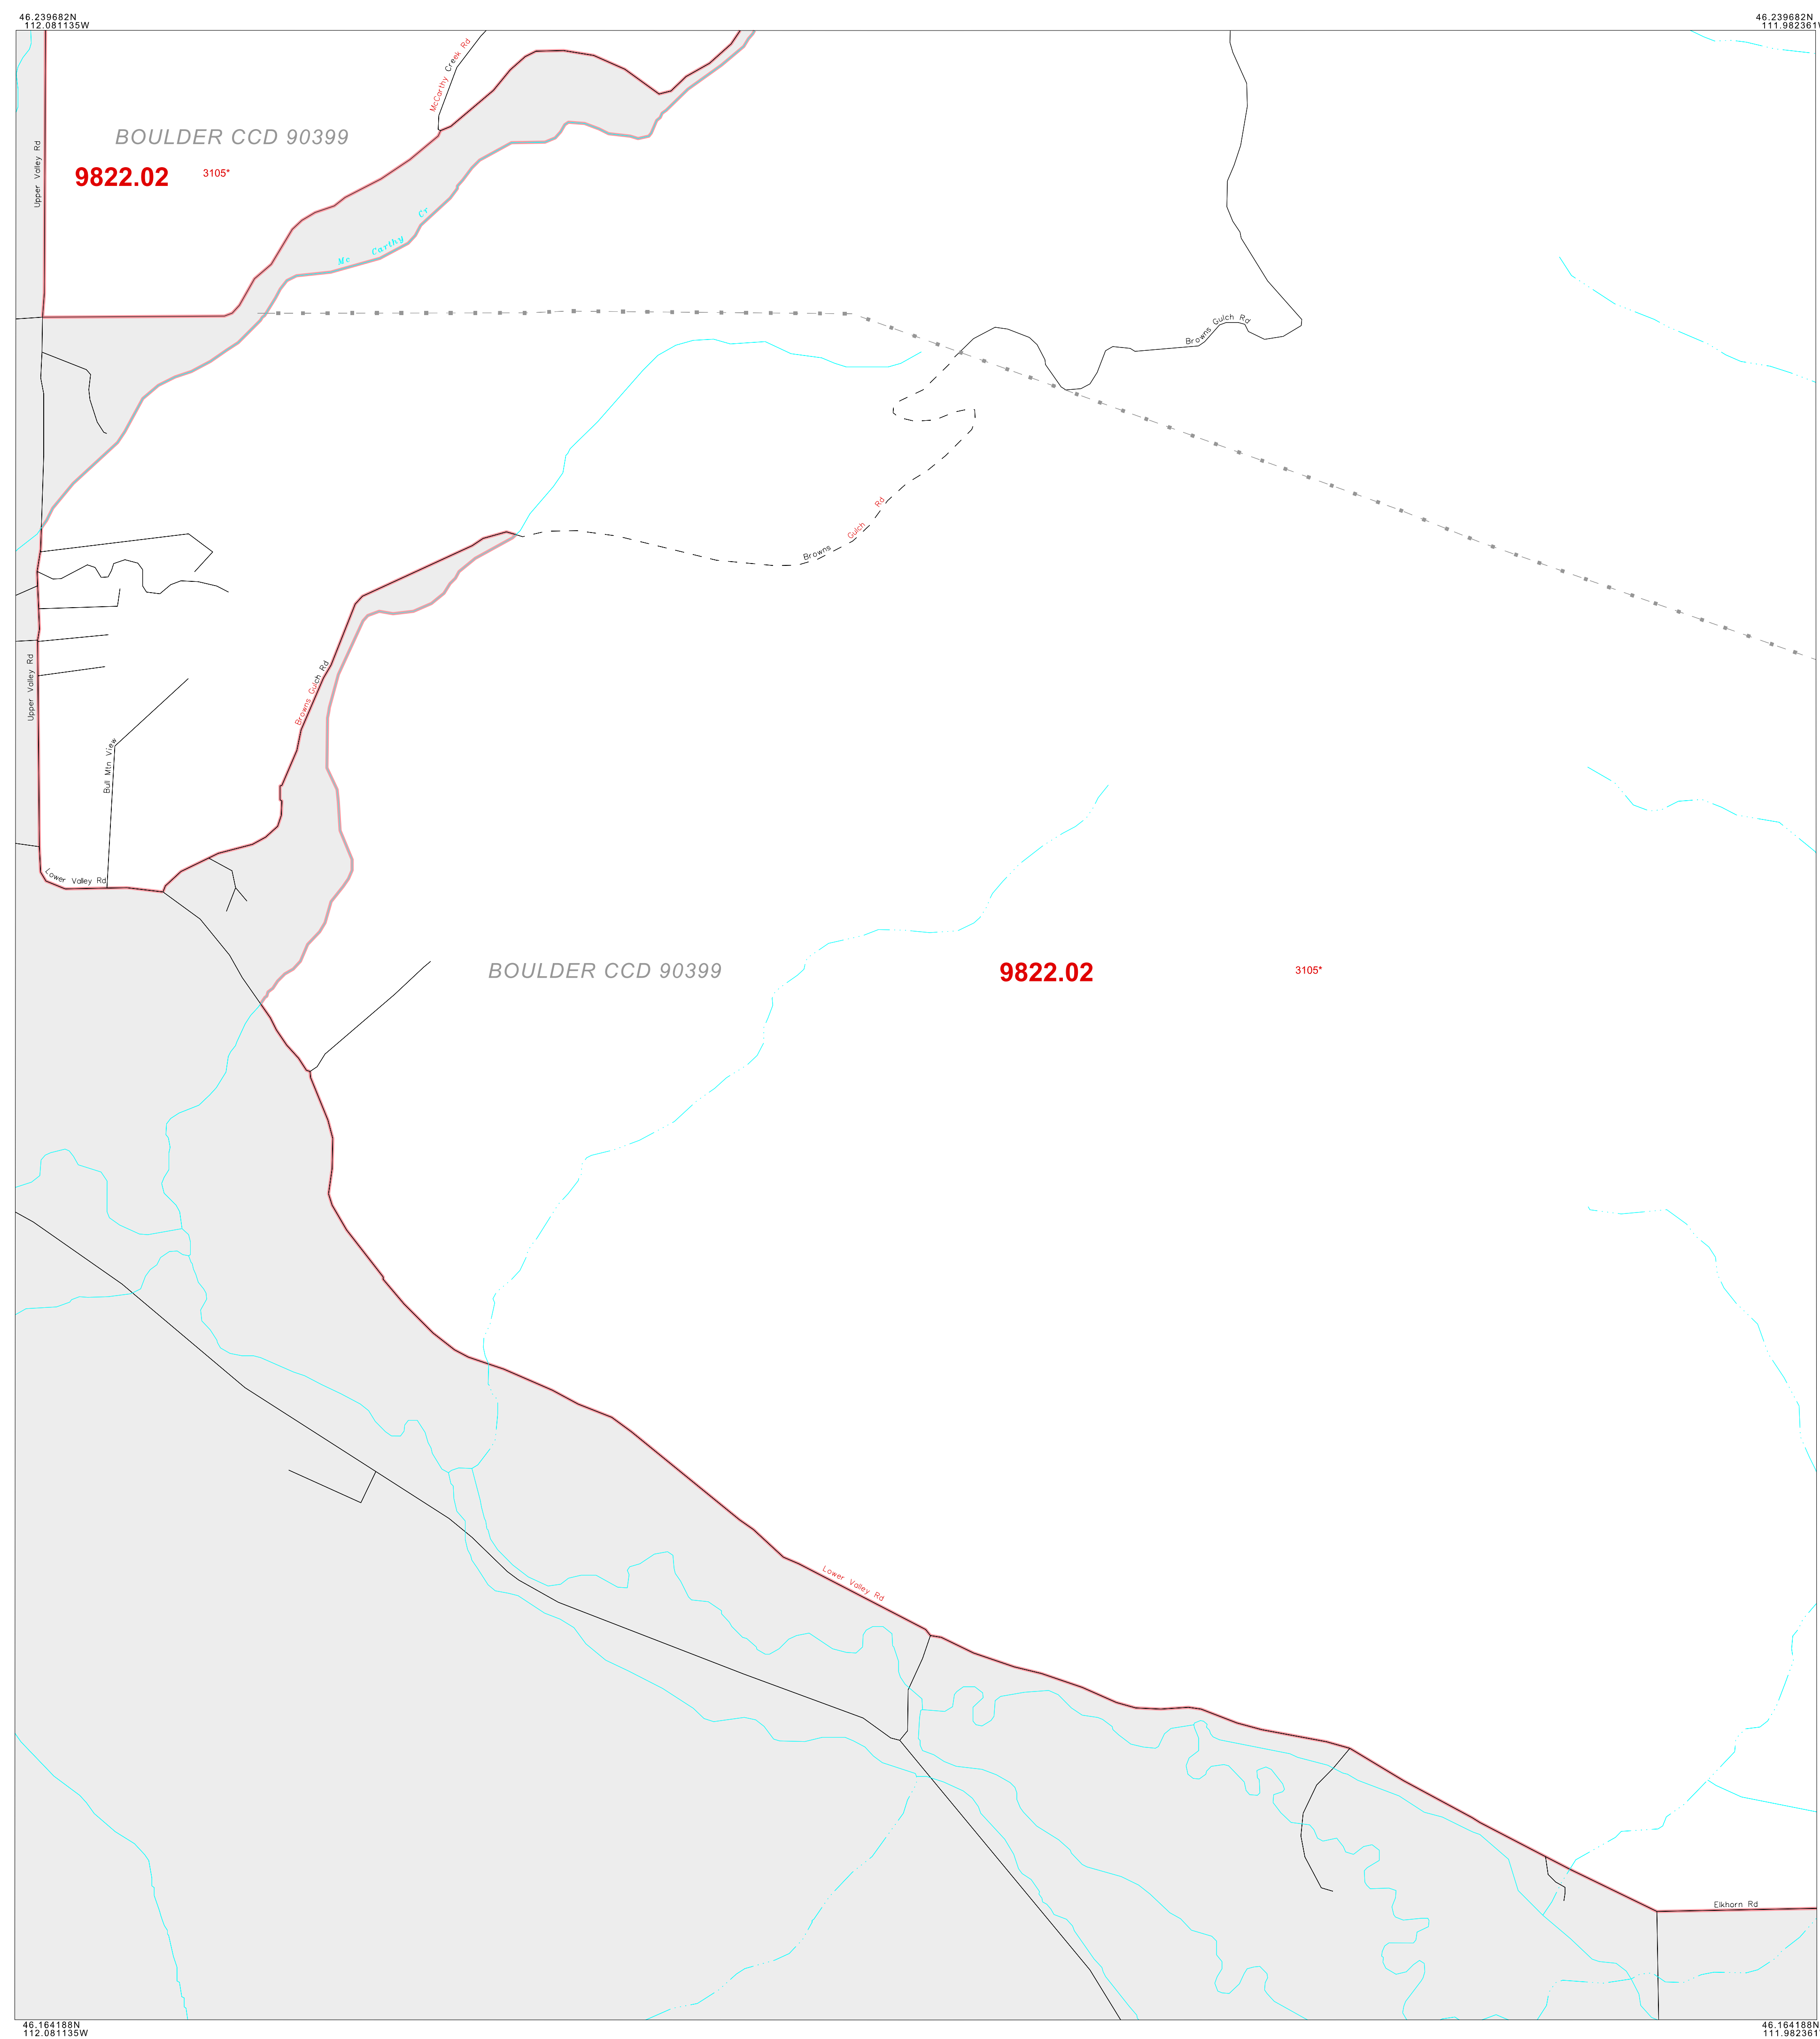 46.239682N
112.081135W
46.239682N
111.982361W
McCarthy Creek Rd
BOULDER CCD 90399
Upper Valley Rd
9822.02
3105*
Mc Carthy Cr
Browns Gulch Rd
Browns Gulch Rd
Upper Valley Rd
Browns Gulch Rd
Bull Mtn View
Lower Valley Rd
BOULDER CCD 90399
9822.02
3105*
Lower Valley Rd
Elkhorn Rd
46.164188N
112.081135W
46.164188N
111.982361